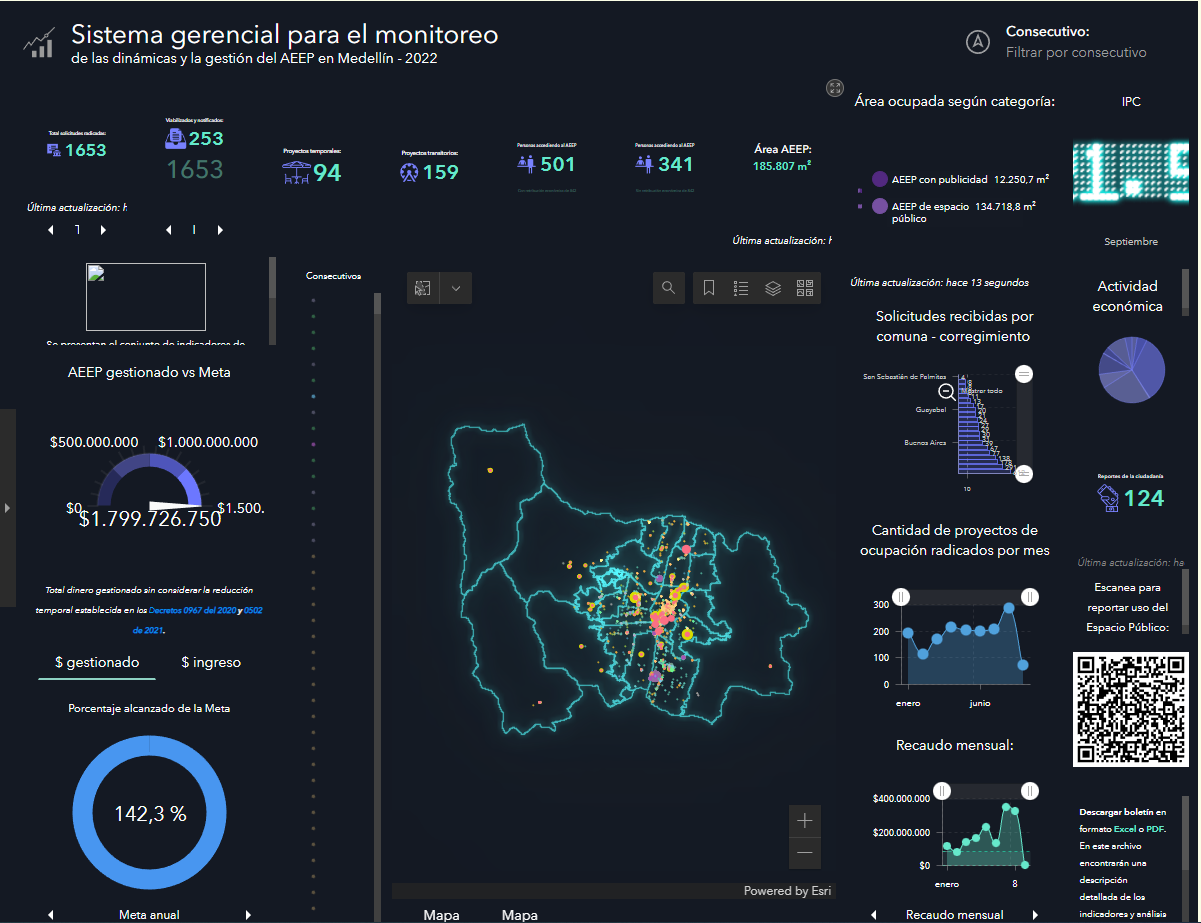 Sistema gerencial para el monitoreo
de las dinámicas y la gestión del AEEP en Medellín - 2022
Consecutivo:
Filtrar por consecutivo
Total solicitudes radicadas:
1653
Viabilizados y notificados:
253
1653
Proyectos temporales:
94
Proyectos transitorios:
159
Personas accediendo al AEEP
501
Personas accediendo al AEEP
341
Área AEEP:
185.807 m²
Última actualización: h
1
1
Última actualización: h
Área ocupada según categoría:
AEEP con publicidad 12.250,7 m²
AEEP de espacio 134.718,8 m²
público
Última actualización: hace 13 segundos
IPC
1.9
Septiembre
Se presentan el conjunto de indicadores de
AEEP gestionado vs Meta
$500.000.000
$1.000.000.000
$0
$1.500.
$1.799.726.750
Total dinero gestionado sin considerar la reducción
temporal establecida en los Decretos 0967 del 2020 y 0502
de 2021.
$ gestionado
$ ingreso
Porcentaje alcanzado de la Meta
142,3 %
Meta anual
Consecutivos
Powered by Esri
Mapa
Mapa
Solicitudes recibidas por
comuna - corregimiento
San Sebastián de Palmitas
Mostrar todo
Guayabal
Buenos Aires
10
Cantidad de proyectos de
ocupación radicados por mes
300
200
100
0
enero
junio
Recaudo mensual:
$400.000.000
$200.000.000
$0
enero
8
Recaudo mensual
Actividad
económica
Reportes de la ciudadanía
124
Última actualización: ha
Escanea para
reportar uso del
Espacio Público:
Descargar boletín en
formato Excel o PDF.
En este archivo
encontrarán una
descripción
detallada de los
indicadores y análisis